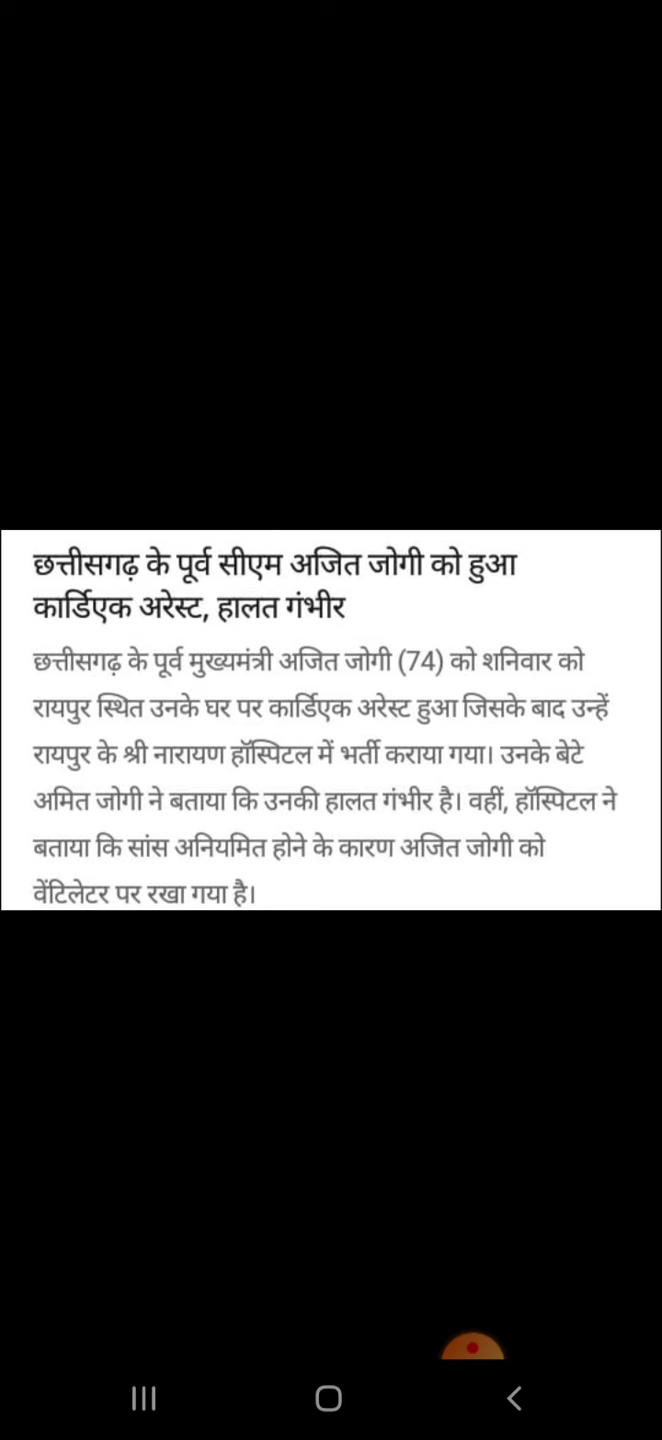 छत्तीसगढ़ के पूर्व सीएम अजित जोगी को हुआ
कार्डिएक अरेस्ट, हालत गंभीर
छत्तीसगढ़ के पूर्व मुख्यमंत्री अजित जोगी (74) को शनिवार को
रायपुर स्थित उनके घर पर कार्डिएक अरेस्ट हुआ जिसके बाद उन्हें
रायपुर के श्री नारायण हॉस्पिटल में भर्ती कराया गया। उनके बेटे
अमित जोगी ने बताया कि उनकी हालत गंभीर है। वहीं, हॉस्पिटल ने
बताया कि सांस अनियमित होने के कारण अजित जोगी को
वेंटिलेटर पर रखा गया है।